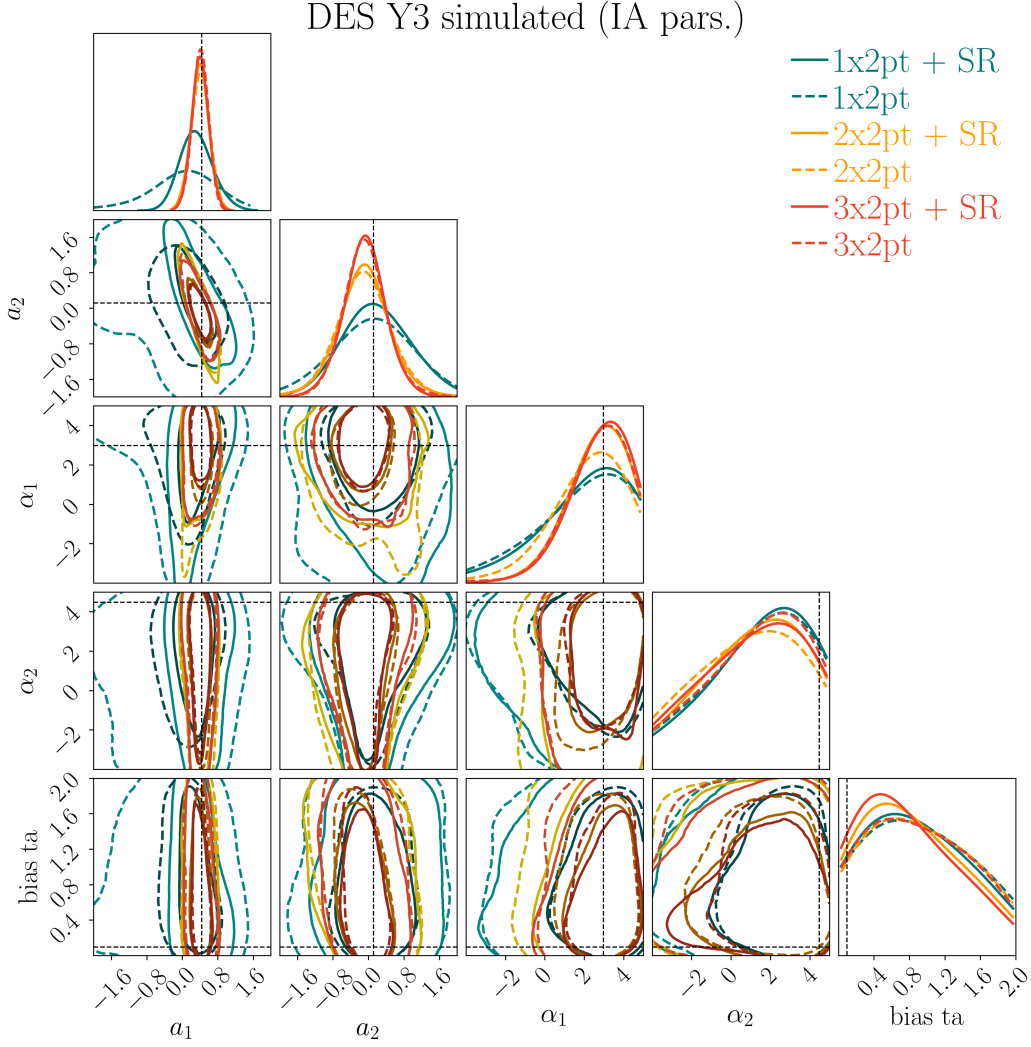 DES Y3 simulated (IA pars.)
1x2pt + SR
1x2pt
2x2pt + SR
2x2pt
3x2pt + SR
3x2pt
a₂
1.6
0.8
0.0
−0.8
−1.6
α₁
4
2
0
−2
α₂
4
2
0
−2
bias ta
2.0
1.6
1.2
0.8
0.4
−1.6 −0.8 0.0 0.8 1.6
−1.6 −0.8 0.0 0.8 1.6
−2 0 2 4
−2 0 2 4
0.4 0.8 1.2 1.6 2.0
a₁ a₂ α₁ α₂ bias ta